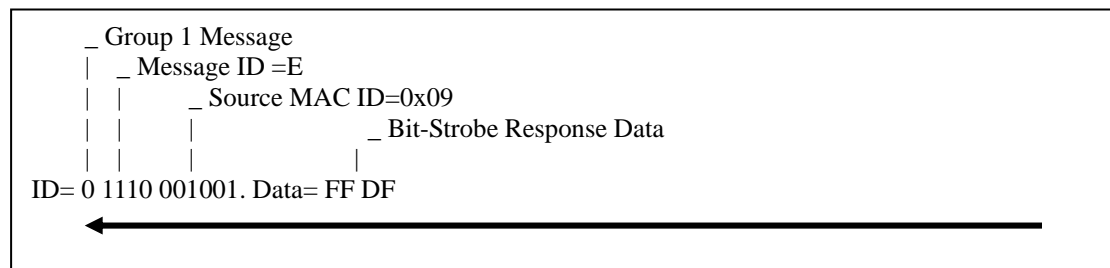 _ Group 1 Message
| _ Message ID =E
| | _ Source MAC ID=0x09
| | | _ Bit-Strobe Response Data
| | | |
ID= 0 1110 001001. Data= FF DF